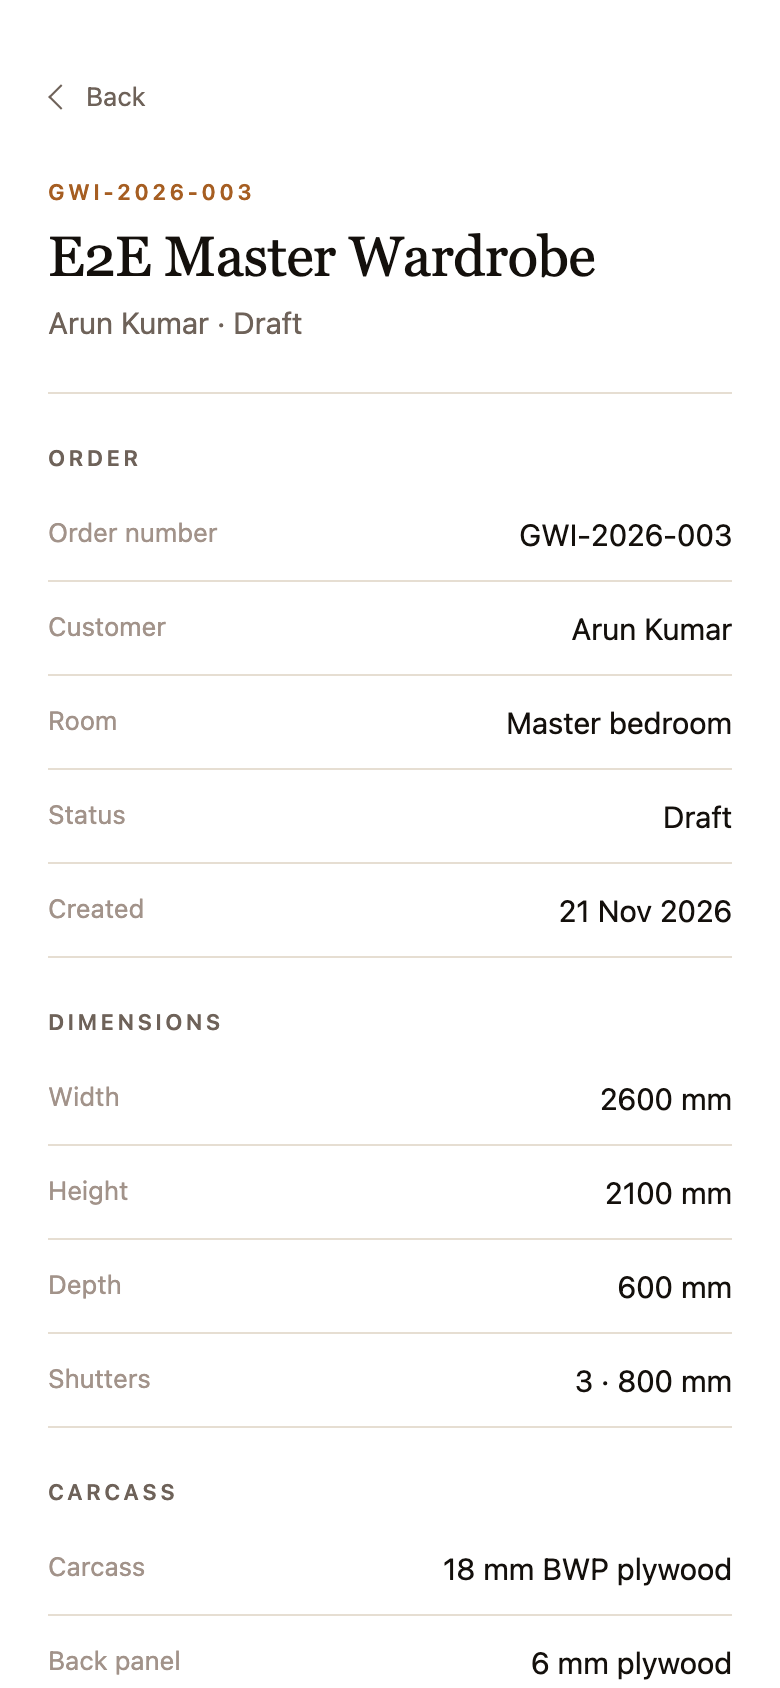 Back
GWI-2026-003
E2E Master Wardrobe
Arun Kumar · Draft
ORDER
Order number GWI-2026-003
Customer Arun Kumar
Room Master bedroom
Status Draft
Created 21 Nov 2026
DIMENSIONS
Width 2600 mm
Height 2100 mm
Depth 600 mm
Shutters 3 · 800 mm
CARCASS
Carcass 18 mm BWP plywood
Back panel 6 mm plywood